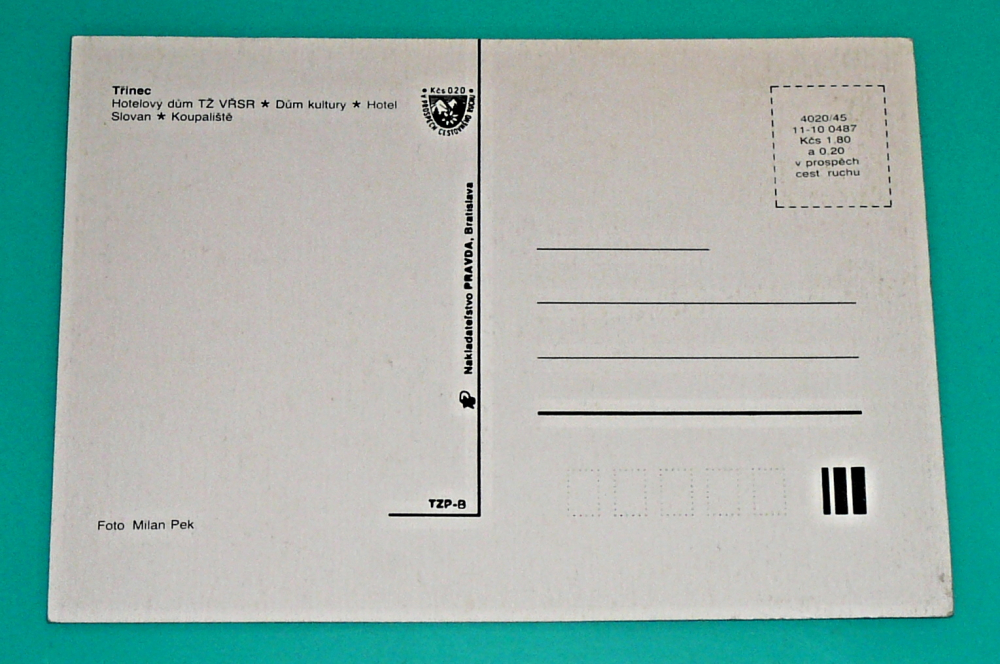 Třinec
Hotelový dům TŽ VŘSR ★ Dům kultury ★ Hotel
Slovan ★ Koupaliště
Kčs 0.20
V PROSPĚCH CESTOVNÍHO RUCHU
Nakladateľstvo PRAVDA, Bratislava
TZP-B
Foto Milan Pek
4020/45
11-10 0487
Kčs 1,80
a 0,20
v prospěch
cest. ruchu